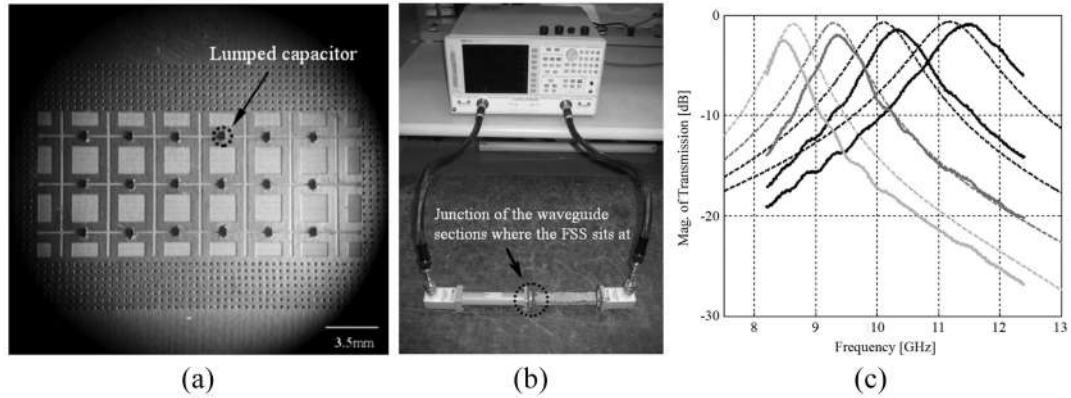 Lumped capacitor
3.5mm
(a)
Junction of the waveguide
sections where the FSS sits at
(b)
Mag. of Transmission [dB]
0
-10
-20
-30
8 9 10 11 12 13
Frequency [GHz]
(c)